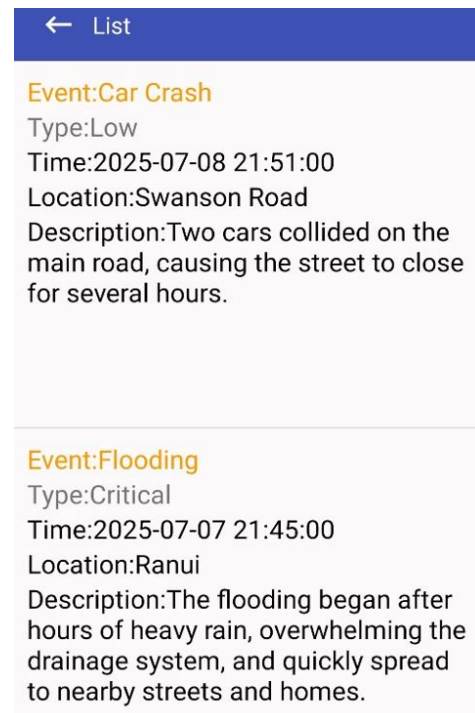 ← List
Event:Car Crash
Type:Low
Time:2025-07-08 21:51:00
Location:Swanson Road
Description:Two cars collided on the
main road, causing the street to close
for several hours.
Event:Flooding
Type:Critical
Time:2025-07-07 21:45:00
Location:Ranui
Description:The flooding began after
hours of heavy rain, overwhelming the
drainage system, and quickly spread
to nearby streets and homes.